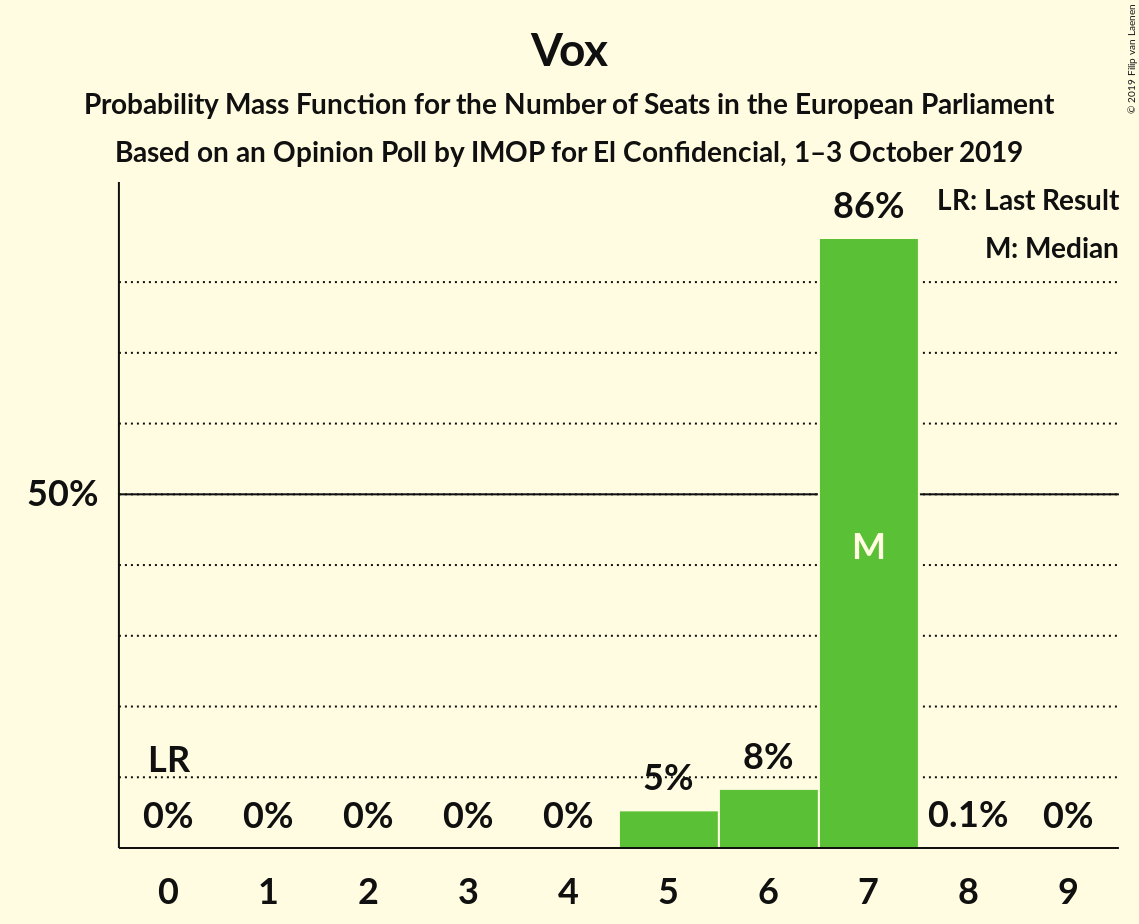 Vox
Probability Mass Function for the Number of Seats in the European Parliament
Based on an Opinion Poll by IMOP for El Confidencial, 1–3 October 2019
© 2019 Filip van Laenen
LR: Last Result
M: Median
86%
50%
M
LR
0% 0% 0% 0% 0% 5% 8% 0.1% 0%
0 1 2 3 4 5 6 7 8 9